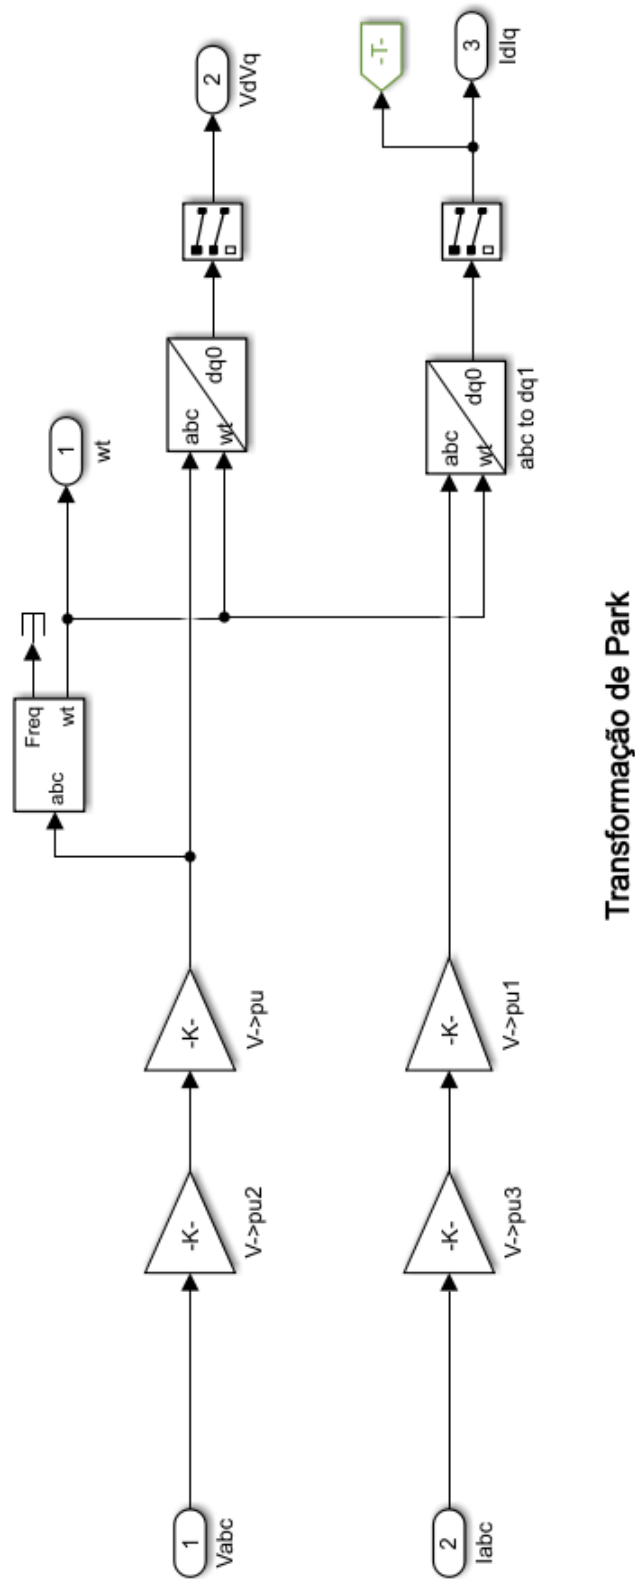 1
Vabc
-K-
V->pu2
-K-
V->pu
abc
Freq
wt
1
wt
abc
wt
dq0
2
VdVq
2
Iabc
-K-
V->pu3
-K-
V->pu1
abc
wt
dq0
abc to dq1
-T-
3
IdIq
Transformação de Park